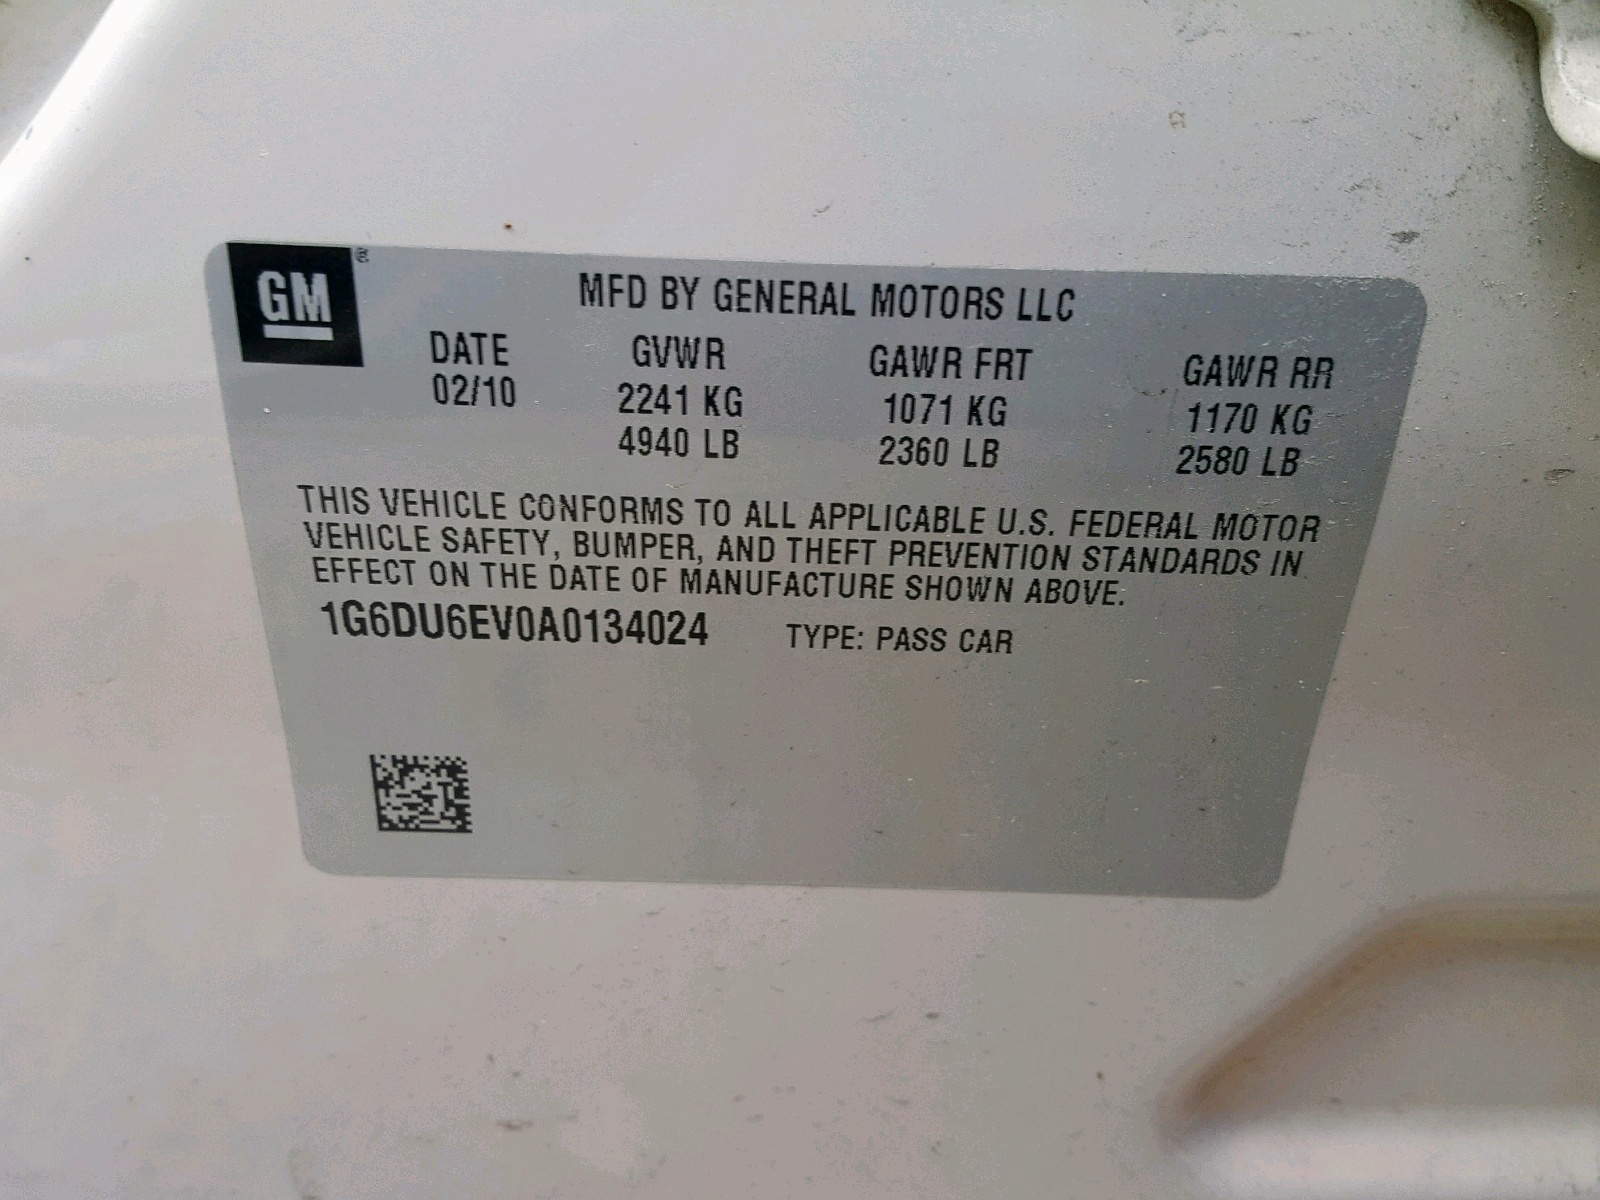 GM ®
MFD BY GENERAL MOTORS LLC
DATE GVWR GAWR FRT GAWR RR
02/10 2241 KG 1071 KG 1170 KG
4940 LB 2360 LB 2580 LB
THIS VEHICLE CONFORMS TO ALL APPLICABLE U.S. FEDERAL MOTOR
VEHICLE SAFETY, BUMPER, AND THEFT PREVENTION STANDARDS IN
EFFECT ON THE DATE OF MANUFACTURE SHOWN ABOVE.
1G6DU6EV0A0134024 TYPE: PASS CAR